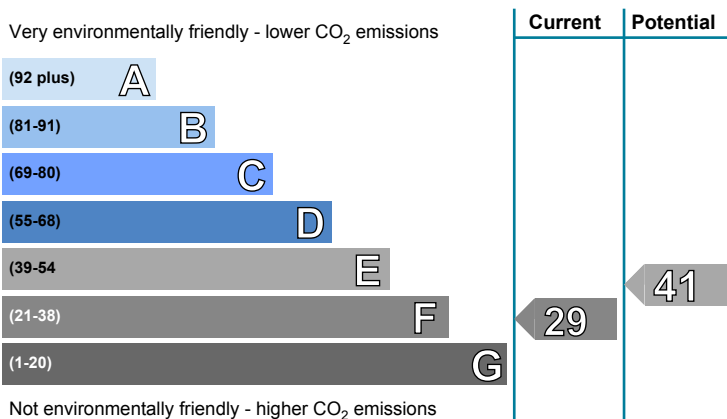 Current Potential
Very environmentally friendly - lower CO2 emissions
(92 plus) A
(81-91) B
(69-80) C
(55-68) D
(39-54 E
41
(21-38) F
29
(1-20) G
Not environmentally friendly - higher CO2 emissions